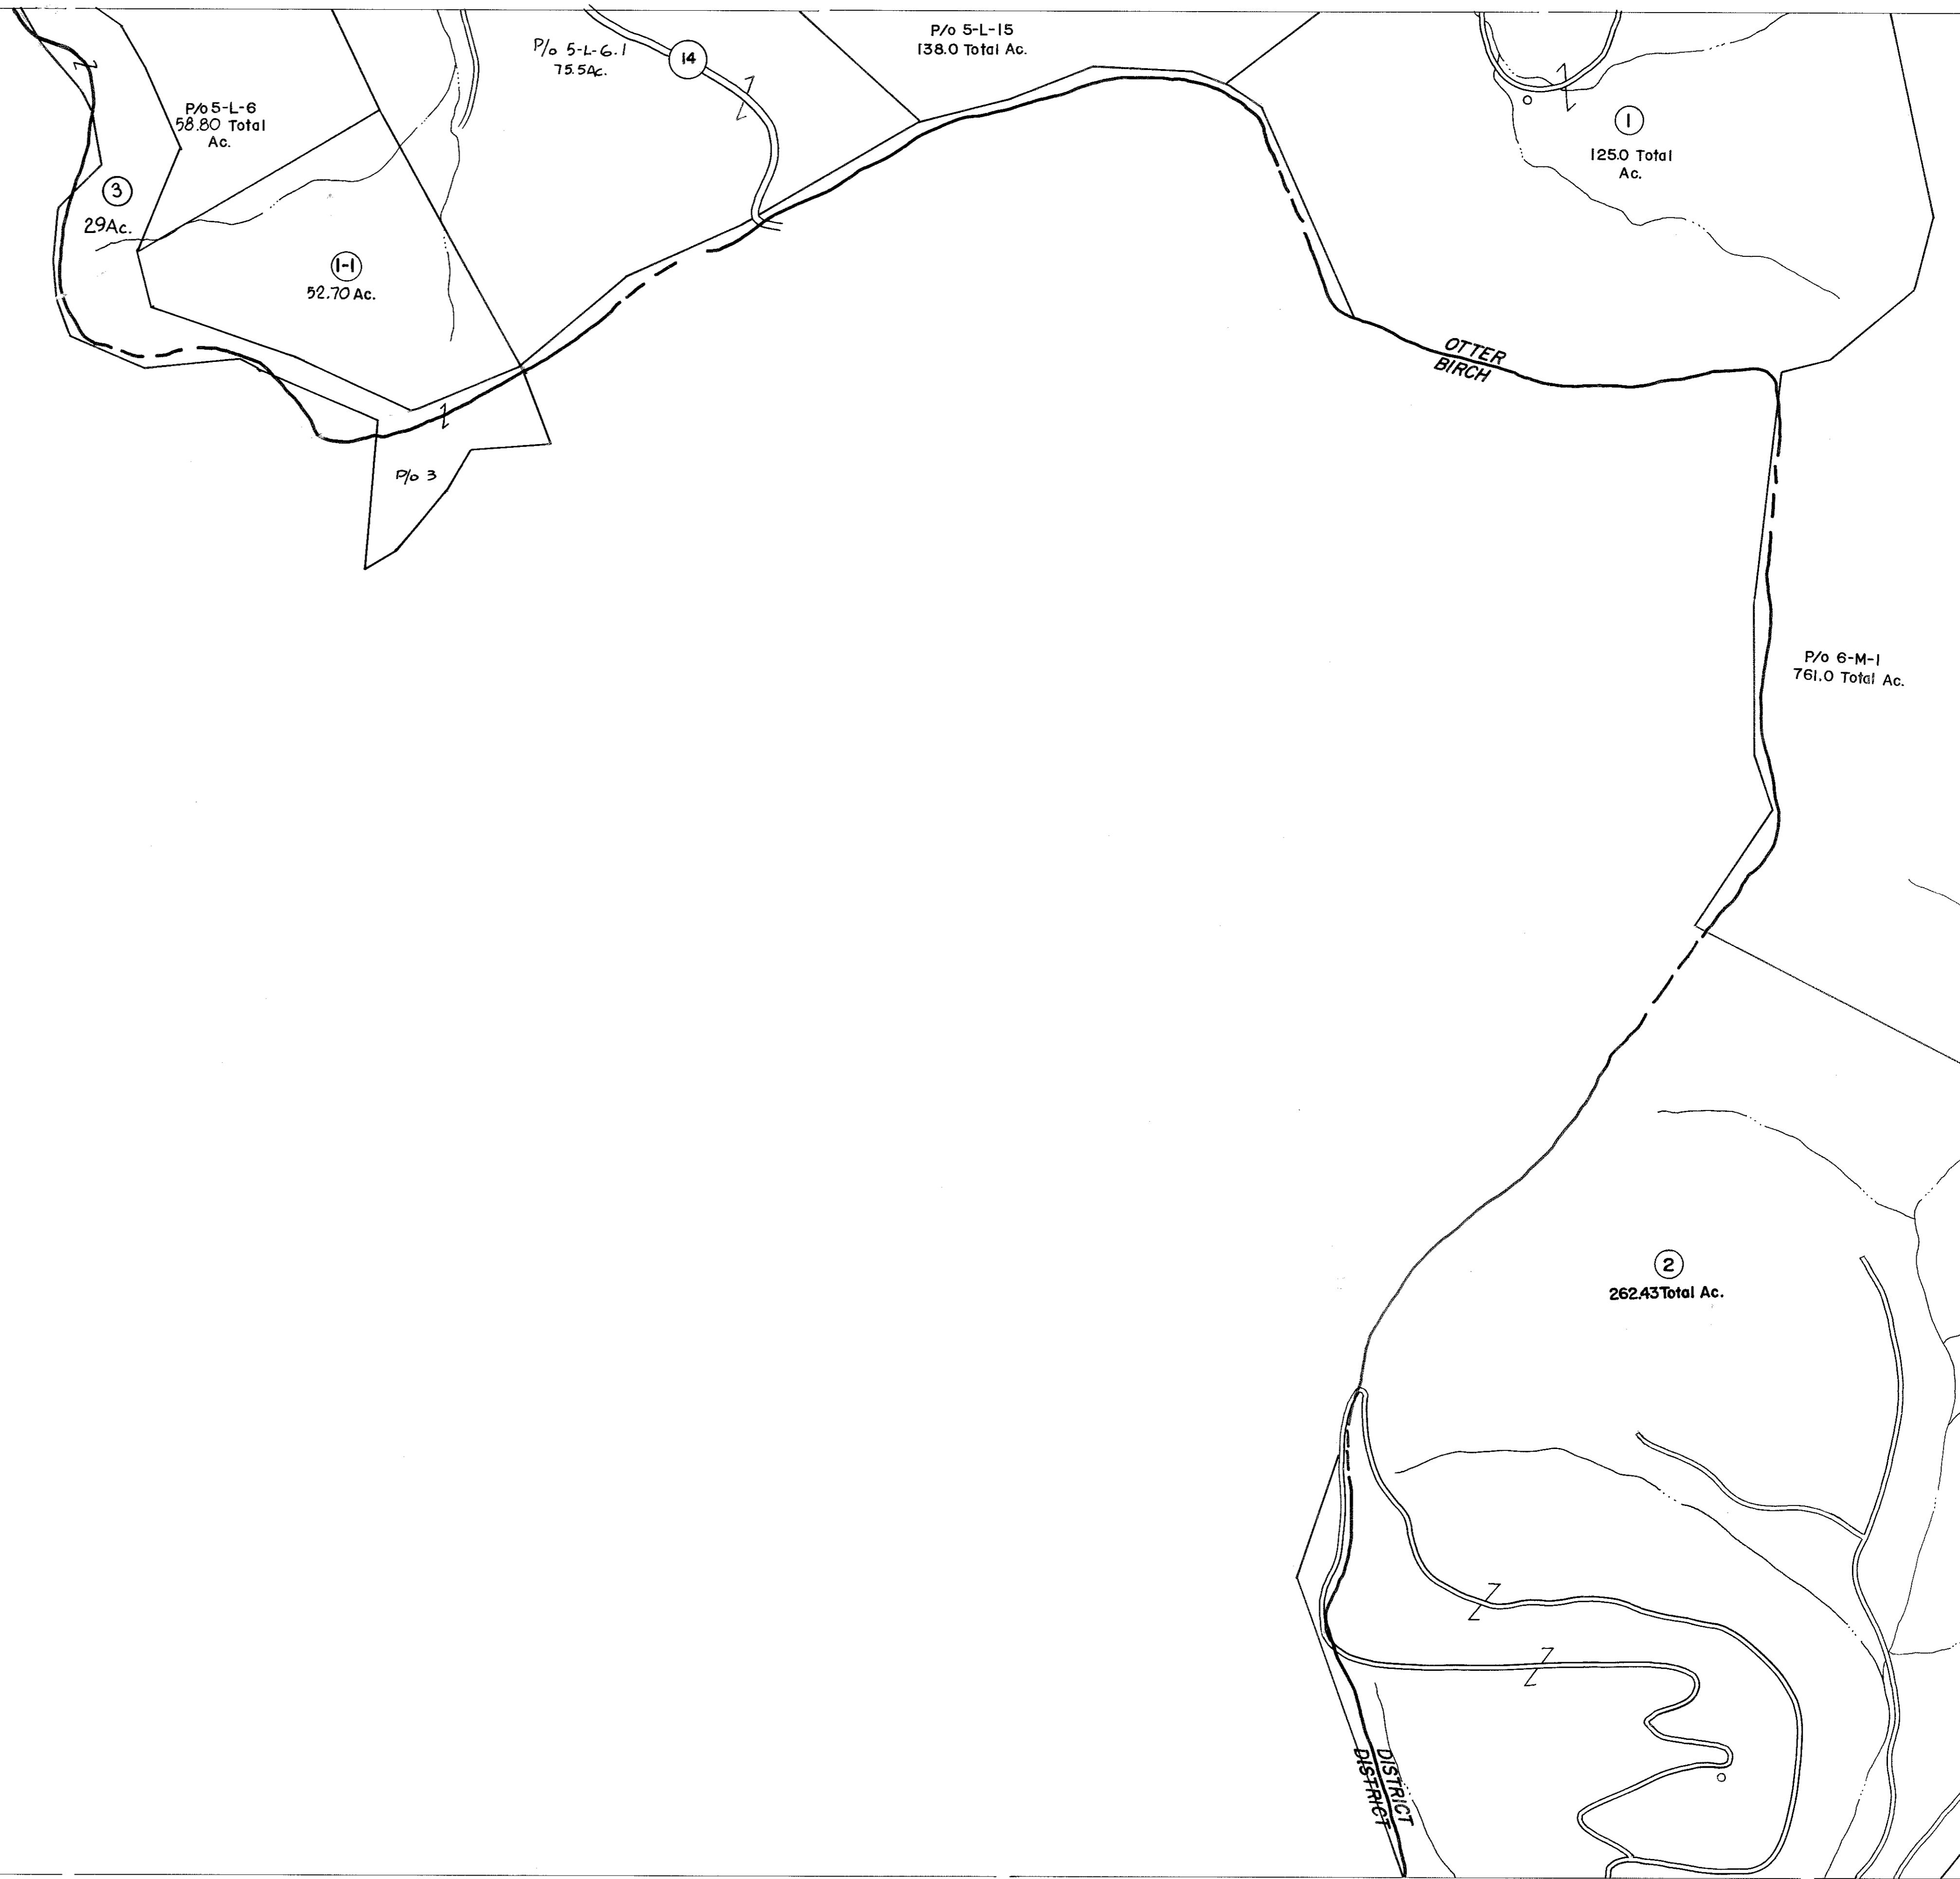 P/o 5-L-6
58.80 Total
Ac.
P/o 5-L-6.1
75.5Ac.
14
P/o 5-L-15
138.0 Total Ac.
1
125.0 Total
Ac.
3
29Ac.
1-1
52.70 Ac.
OTTER
BIRCH
P/o 3
P/o 6-M-1
761.0 Total Ac.
2
262.43 Total Ac.
DISTRICT
DISTRICT